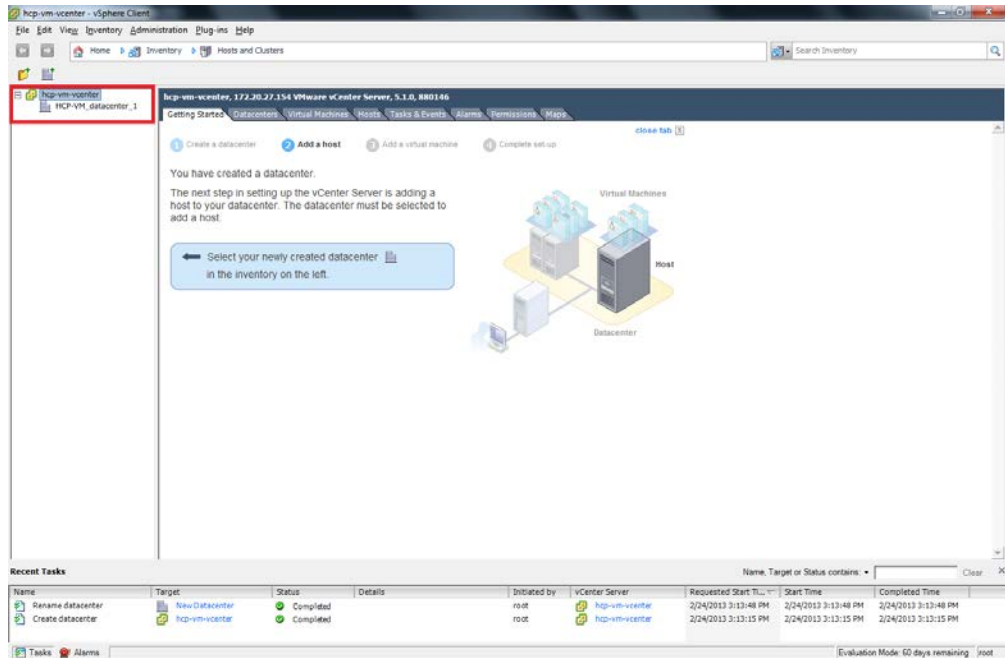 hcp-vm-vcenter - vSphere Client
File Edit View Inventory Administration Plug-ins Help
Home Inventory Hosts and Clusters
Search Inventory
hcp-vm-vcenter
HCP-VM_datacenter_1
hcp-vm-vcenter, 172.20.27.154 VMware vCenter Server, 5.1.0, 880146
Getting Started Datacenters Virtual Machines Hosts Tasks & Events Alarms Permissions Maps
close tab X
1 Create a datacenter 2 Add a host 3 Add a virtual machine 4 Complete set-up
You have created a datacenter.
The next step in setting up the vCenter Server is adding a
host to your datacenter. The datacenter must be selected to
add a host.
Select your newly created datacenter
in the inventory on the left.
Virtual Machines
Host
Datacenter
Recent Tasks
Name, Target or Status contains:
Clear X
Name Target Status Details Initiated by vCenter Server Requested Start Ti... Start Time Completed Time
Rename datacenter New Datacenter Completed root hcp-vm-vcenter 2/24/2013 3:13:48 PM 2/24/2013 3:13:48 PM 2/24/2013 3:13:48 PM
Create datacenter hcp-vm-vcenter Completed root hcp-vm-vcenter 2/24/2013 3:13:15 PM 2/24/2013 3:13:15 PM 2/24/2013 3:13:15 PM
Tasks Alarms
Evaluation Mode: 60 days remaining root